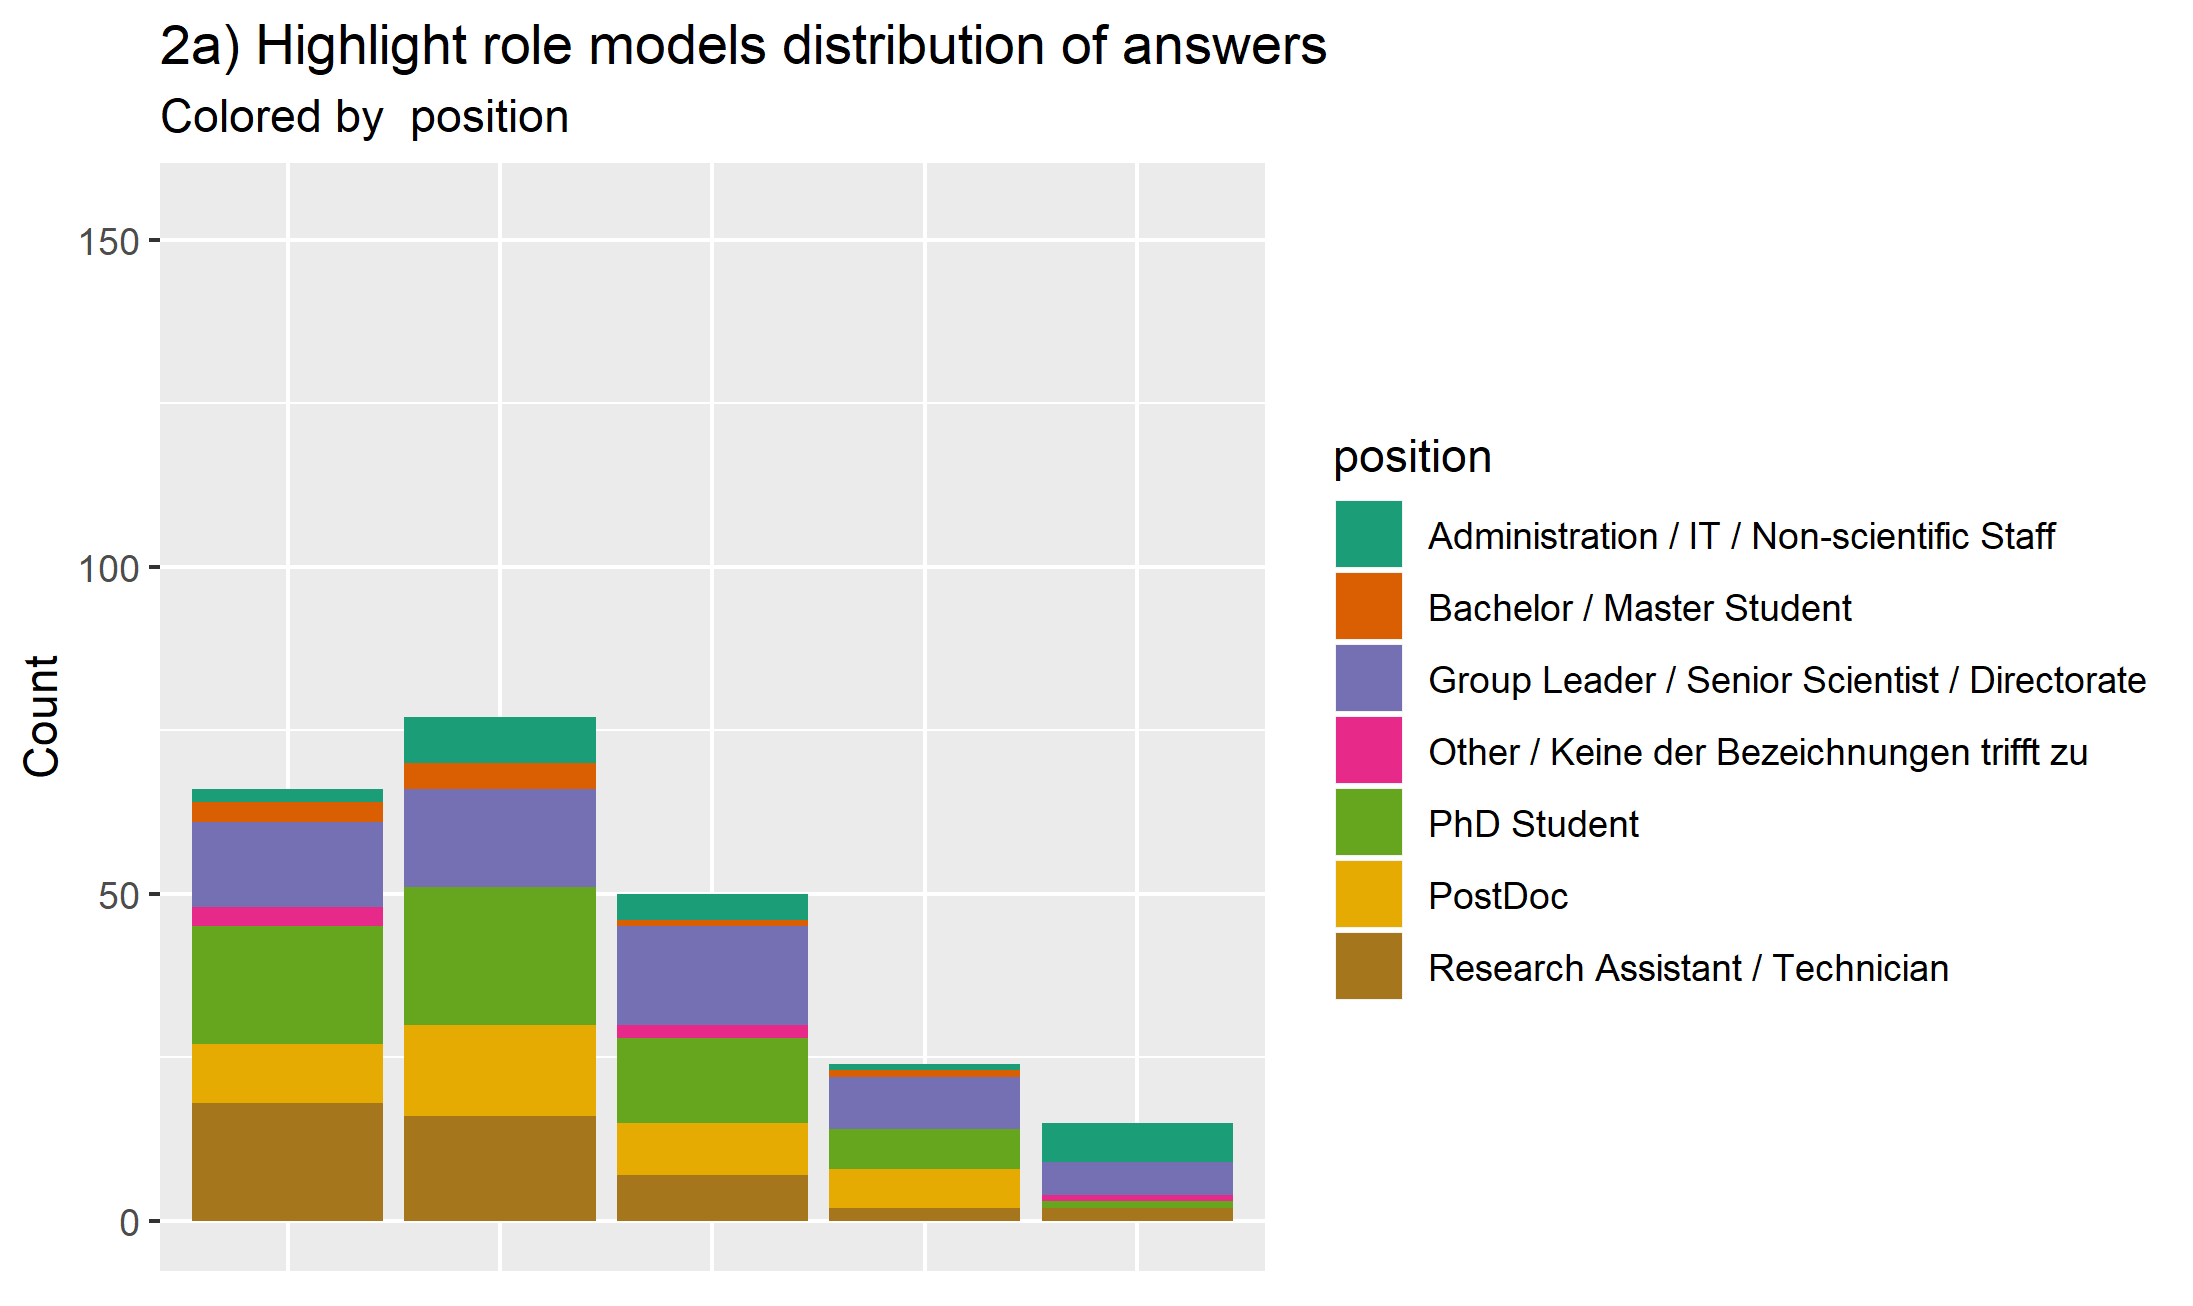 2a) Highlight role models distribution of answers
Colored by  position
150
100
50
0
Count
position
Administration / IT / Non-scientific Staff
Bachelor / Master Student
Group Leader / Senior Scientist / Directorate
Other / Keine der Bezeichnungen trifft zu
PhD Student
PostDoc
Research Assistant / Technician